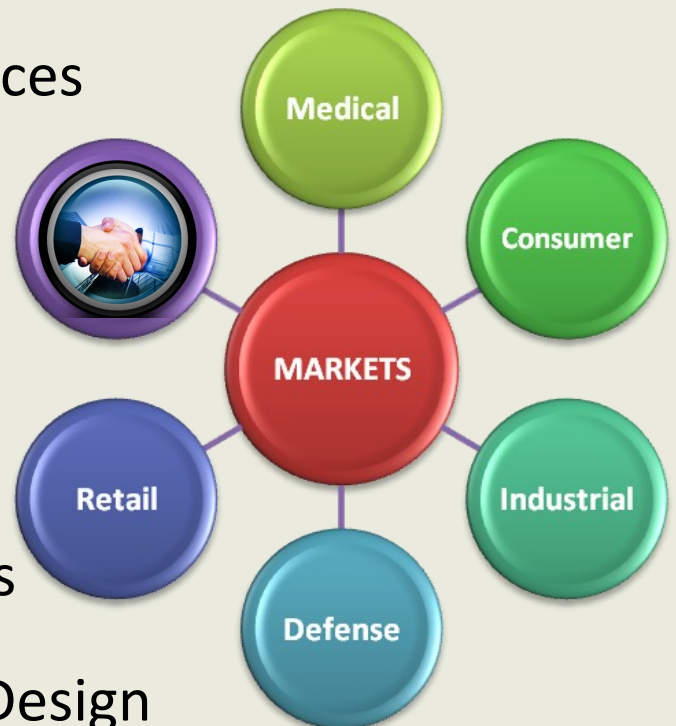 ces
Medical
Consumer
MARKETS
Retail
Industrial
s
Defense
Design